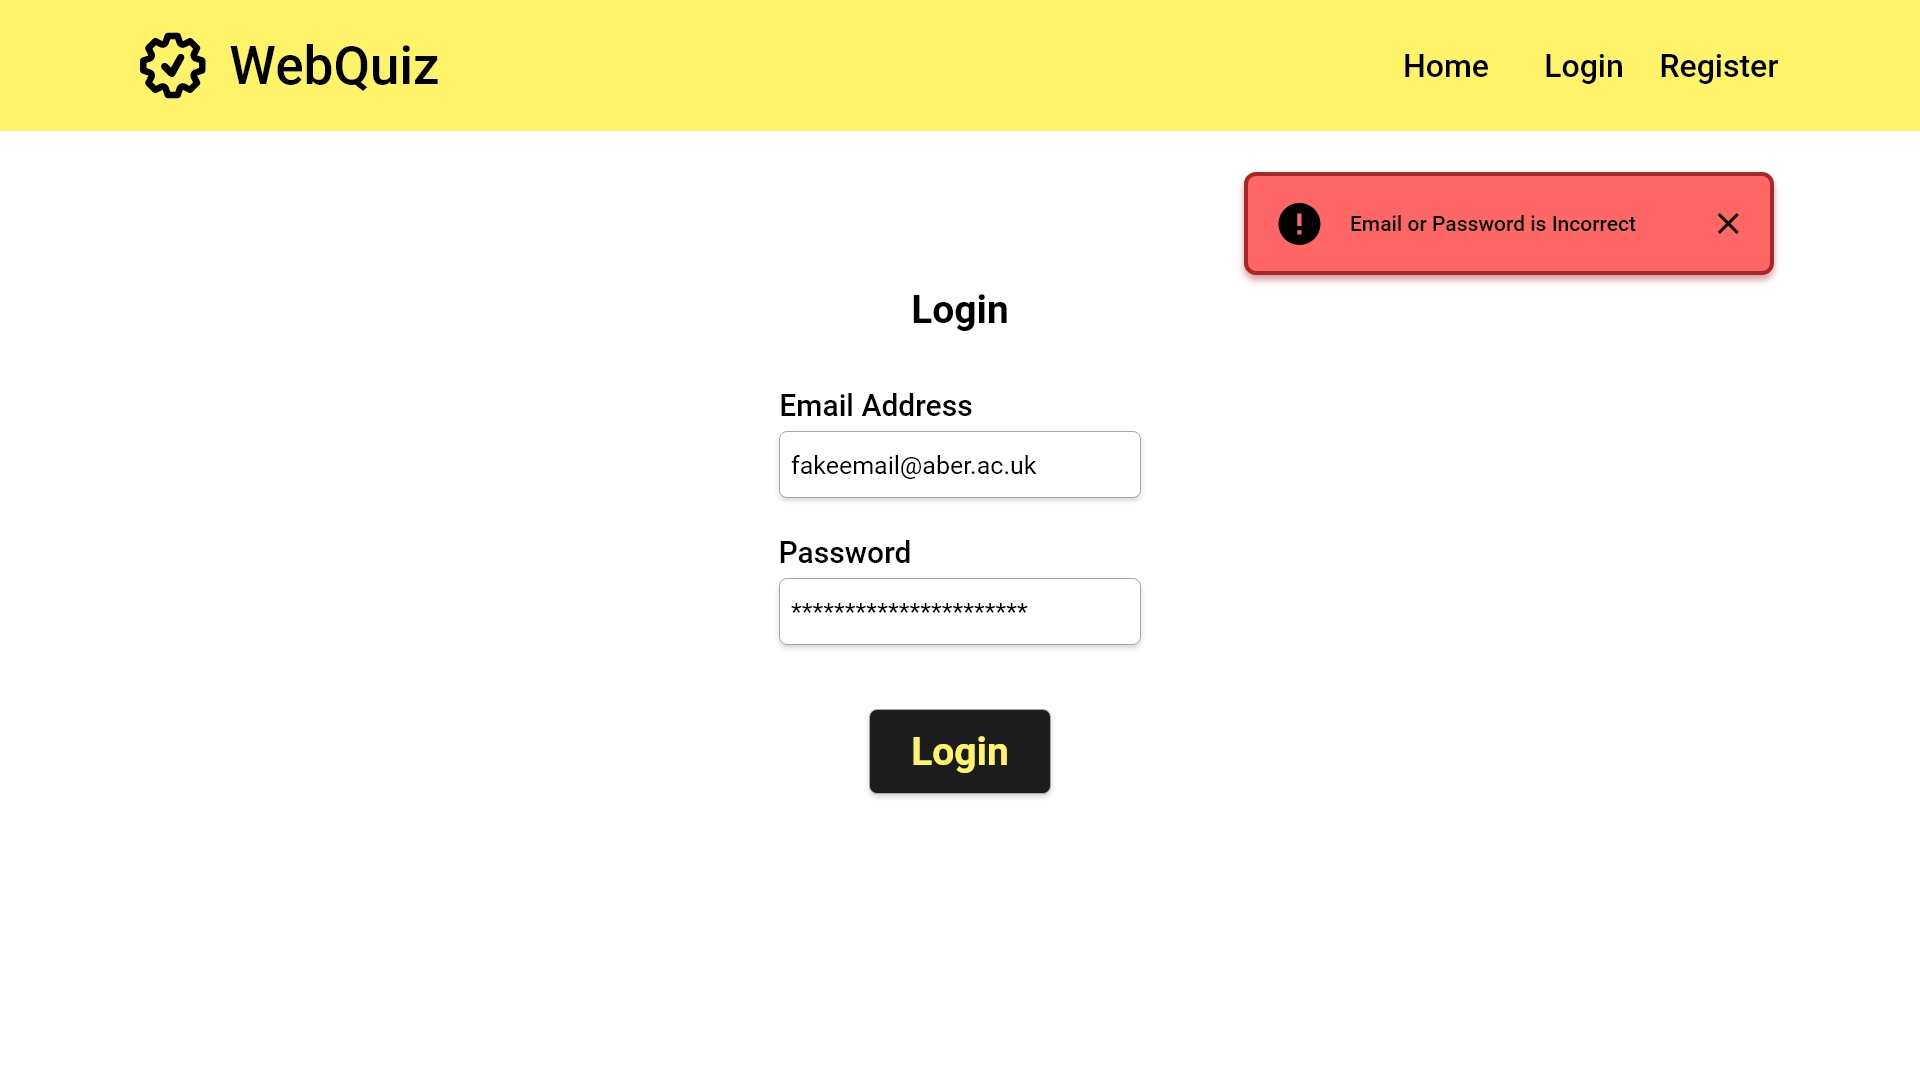 WebQuiz
Home Login Register
Email or Password is Incorrect
Login
Email Address
fakeemail@aber.ac.uk
Password
**********************
Login